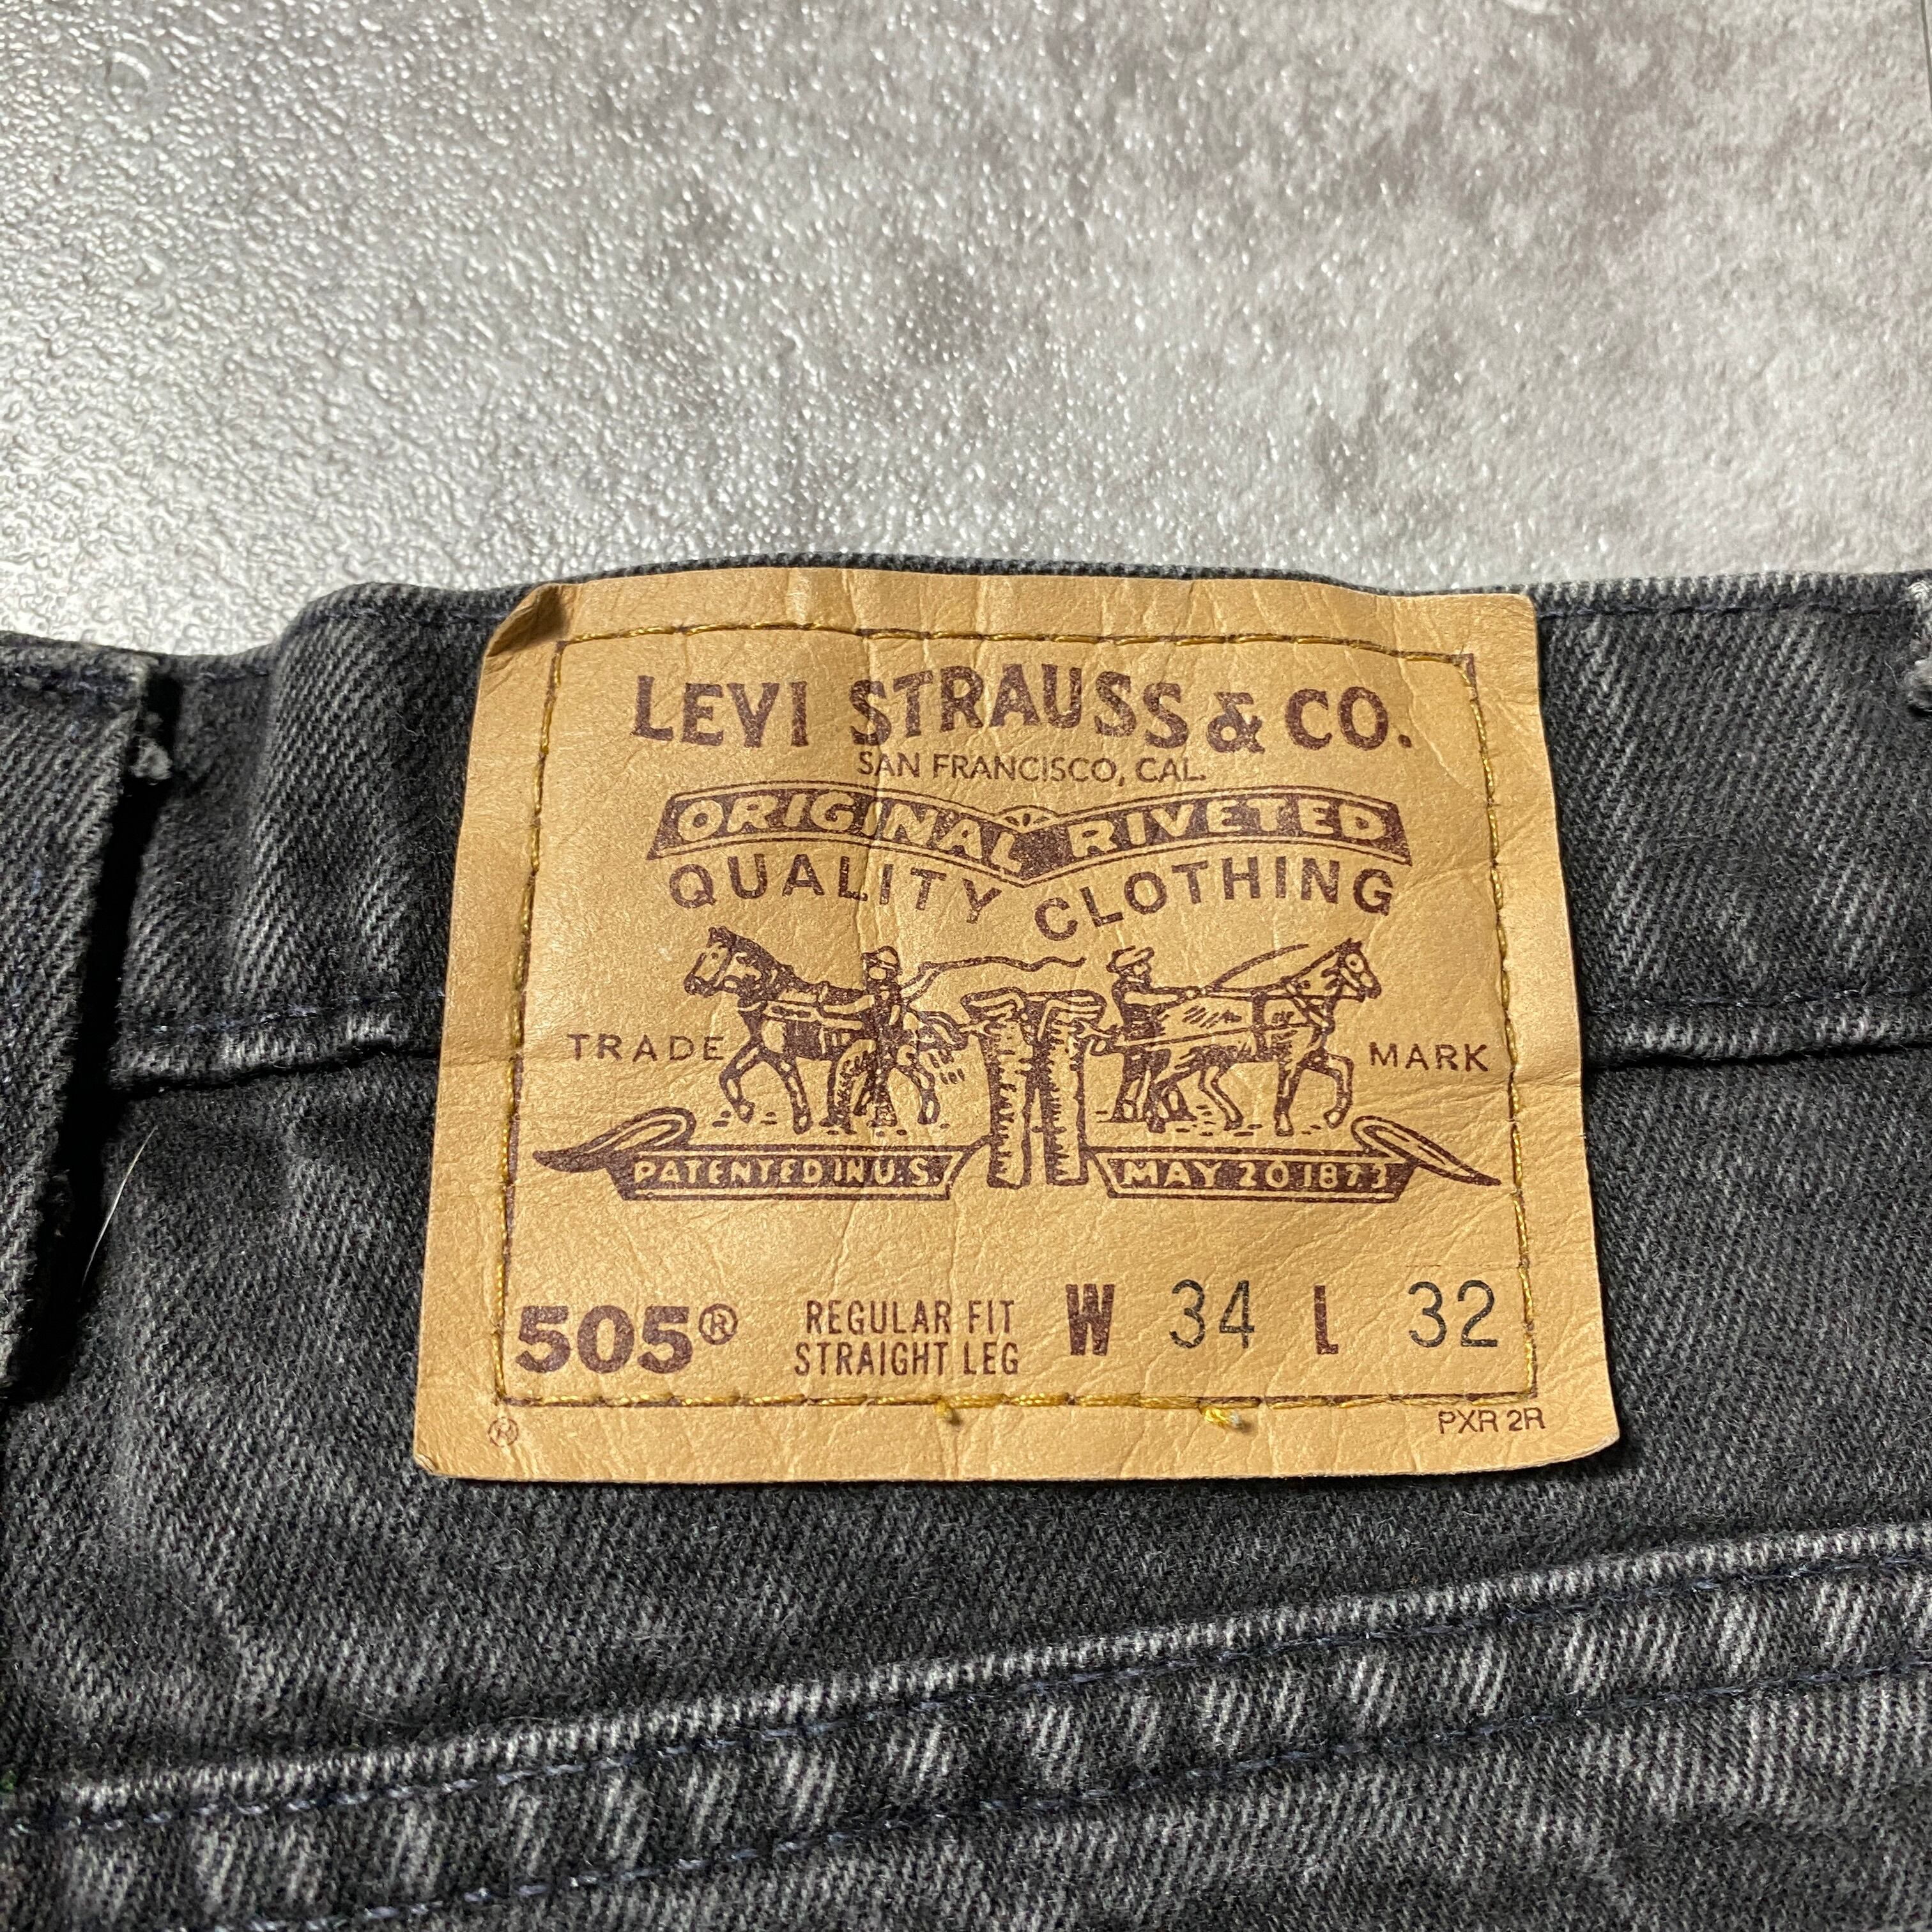 LEVI STRAUSS & CO.
SAN FRANCISCO, CAL.
ORIGINAL RIVETED
QUALITY CLOTHING
TRADE MARK
PATENTED IN U.S. MAY 20 1873
505® REGULAR FIT W 34 L 32
STRAIGHT LEG
® PXR 2R